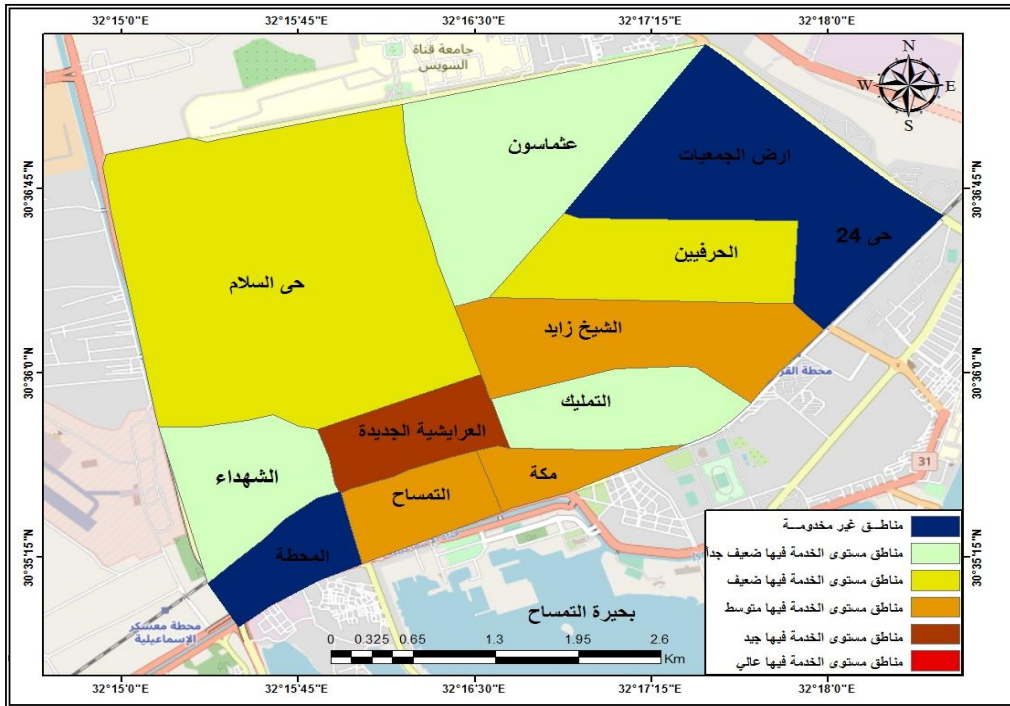 32°15'0"E 32°15'45"E 32°16'30"E 32°17'15"E 32°18'0"E
جامعة قناة
السويس
N
W E
S
عثماسون
ارض الجمعيات
30°36'45"N 30°36'45"N
حى 24
الحرفيين
حى السلام
الشيخ زايد
30°36'0"N 30°36'0"N
محطة
التمليك
العرايشية الجديدة
مكة
31
الشهداء
التمساح
المحطة
30°35'15"N 30°35'15"N
مناطــق غير مخدومـــة
مناطق مستوى الخدمة فيها ضعيف جداً
مناطق مستوى الخدمة فيها ضعيف
مناطق مستوى الخدمة فيها متوسط
مناطق مستوى الخدمة فيها جيد
مناطق مستوى الخدمة فيها عالي
محطة معسكر
الإسماعيلية
بحيرة التمساح
0 0.325 0.65 1.3 1.95 2.6
Km
32°15'0"E 32°15'45"E 32°16'30"E 32°17'15"E 32°18'0"E